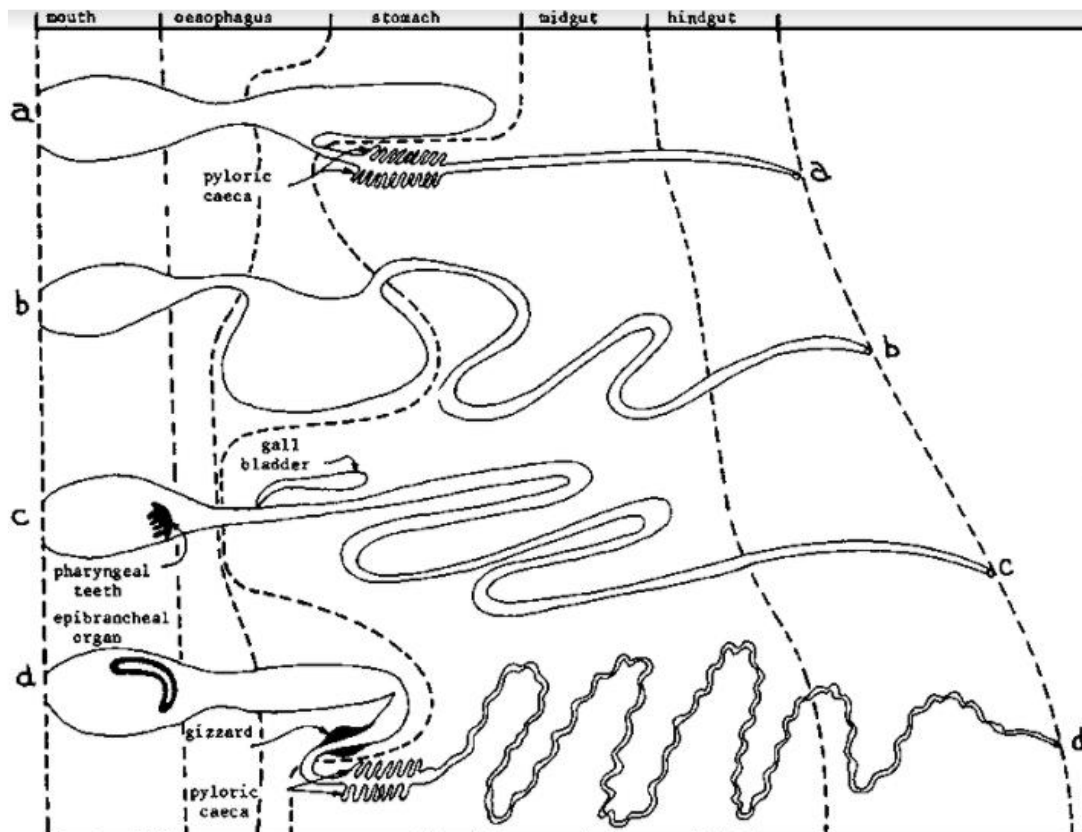 mouth oesophagus stomach midgut hindgut
a
pyloric
caeca
a
b
b
gall
bladder
c
pharyngeal
teeth
c
epibrancheal
organ
d
gizzard
pyloric
caeca
d